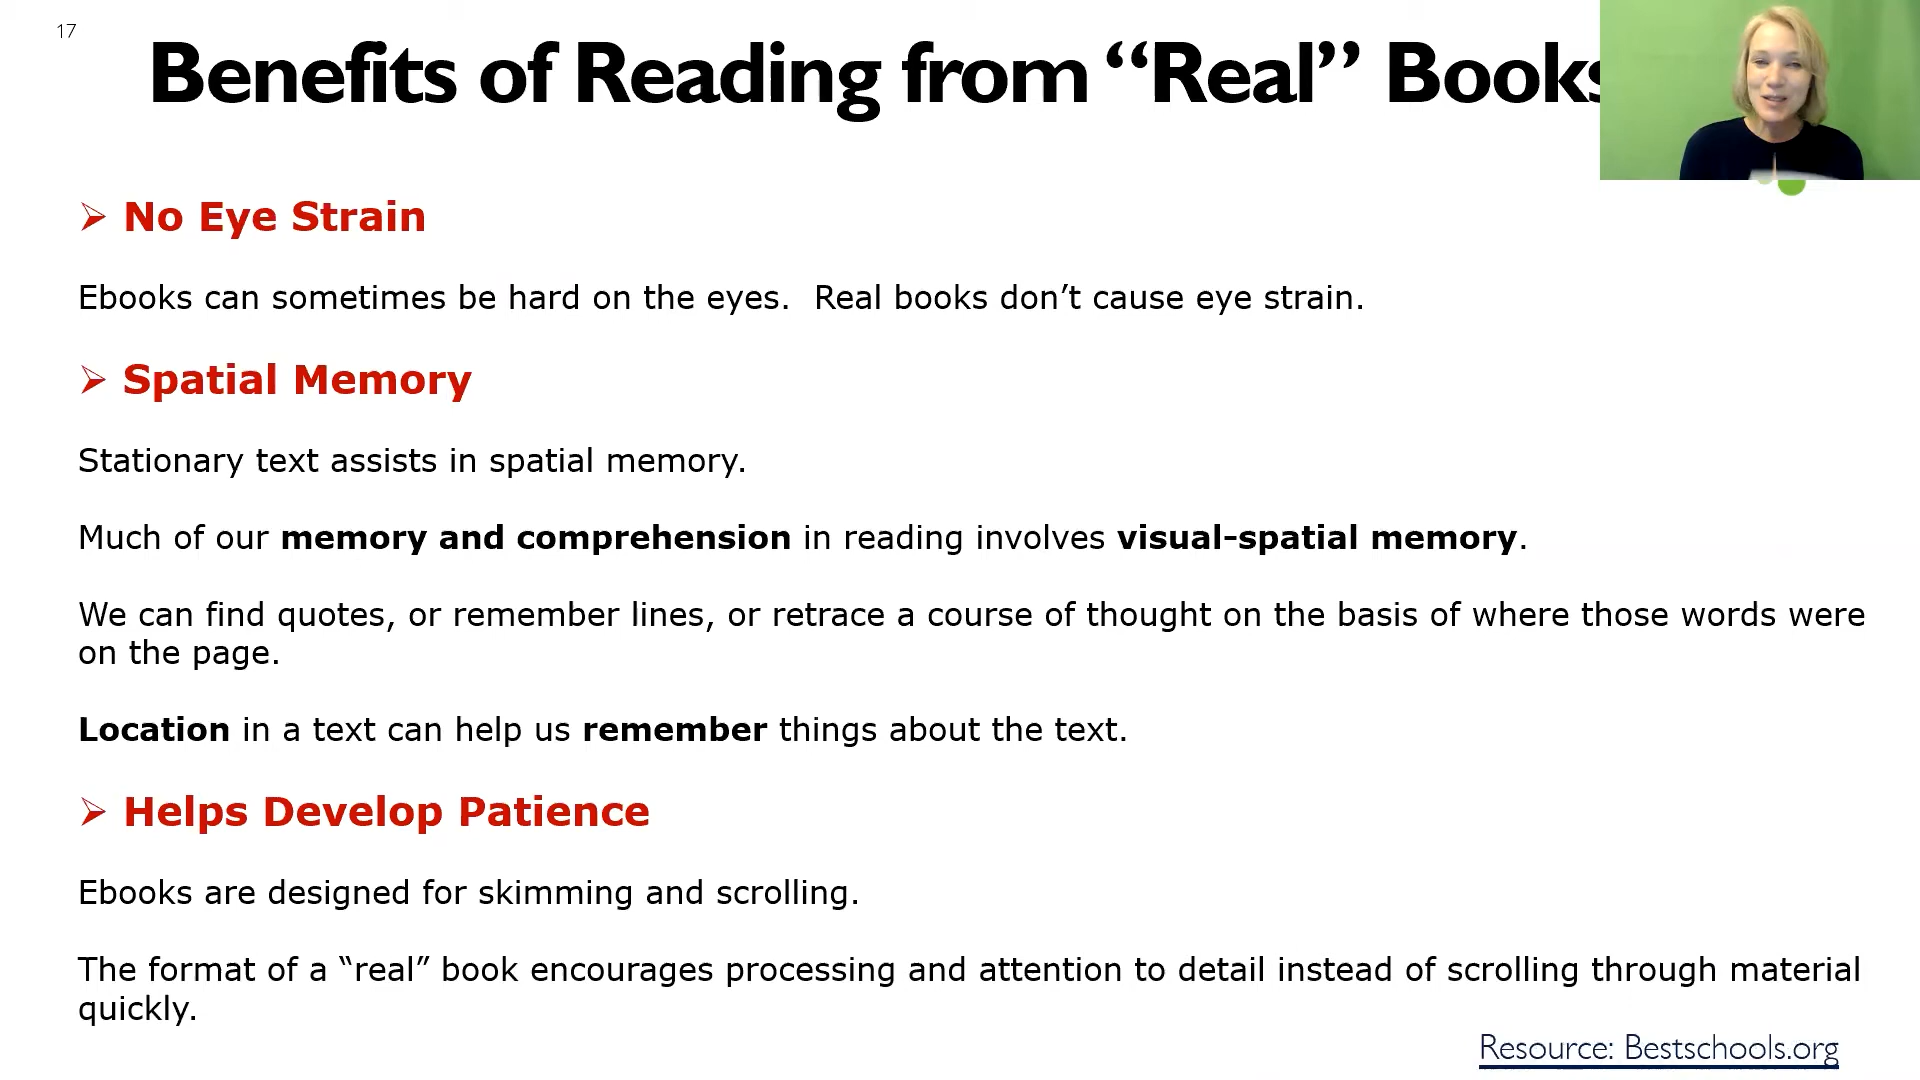 17
Benefits of Reading from “Real” Books
➢ No Eye Strain
Ebooks can sometimes be hard on the eyes.  Real books don’t cause eye strain.
➢ Spatial Memory
Stationary text assists in spatial memory.
Much of our memory and comprehension in reading involves visual-spatial memory.
We can find quotes, or remember lines, or retrace a course of thought on the basis of where those words were
on the page.
Location in a text can help us remember things about the text.
➢ Helps Develop Patience
Ebooks are designed for skimming and scrolling.
The format of a “real” book encourages processing and attention to detail instead of scrolling through material
quickly.
Resource: Bestschools.org